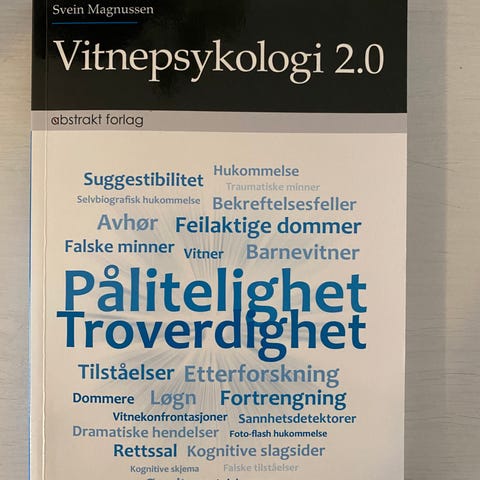 Svein Magnussen
Vitnepsykologi 2.0
abstrakt forlag
Hukommelse
Suggestibilitet
Traumatiske minner
Selvbiografisk hukommelse
Bekreftelsesfeller
Avhør
Feilaktige dommer
Falske minner
Vitner
Barnevitner
Pålitelighet
Troverdighet
Tilståelser
Etterforskning
Dommere
Løgn
Fortrengning
Vitnekonfrontasjoner
Sannhetsdetektorer
Dramatiske hendelser
Foto-flash hukommelse
Rettssal
Kognitive slagsider
Kognitive skjema
Falske tilståelser